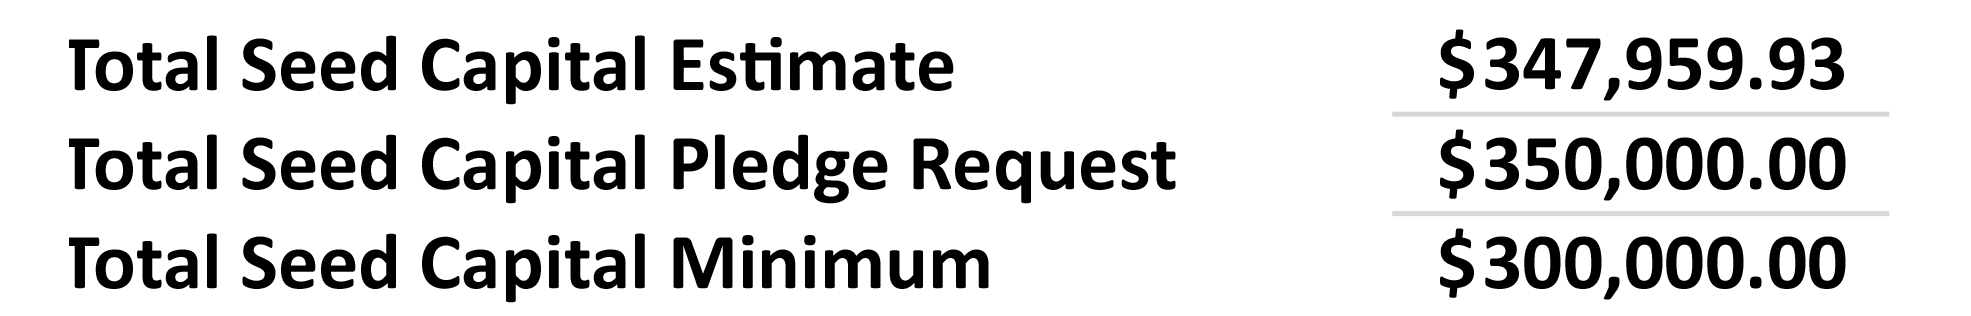 Total Seed Capital Estimate $347,959.93
Total Seed Capital Pledge Request $350,000.00
Total Seed Capital Minimum $300,000.00